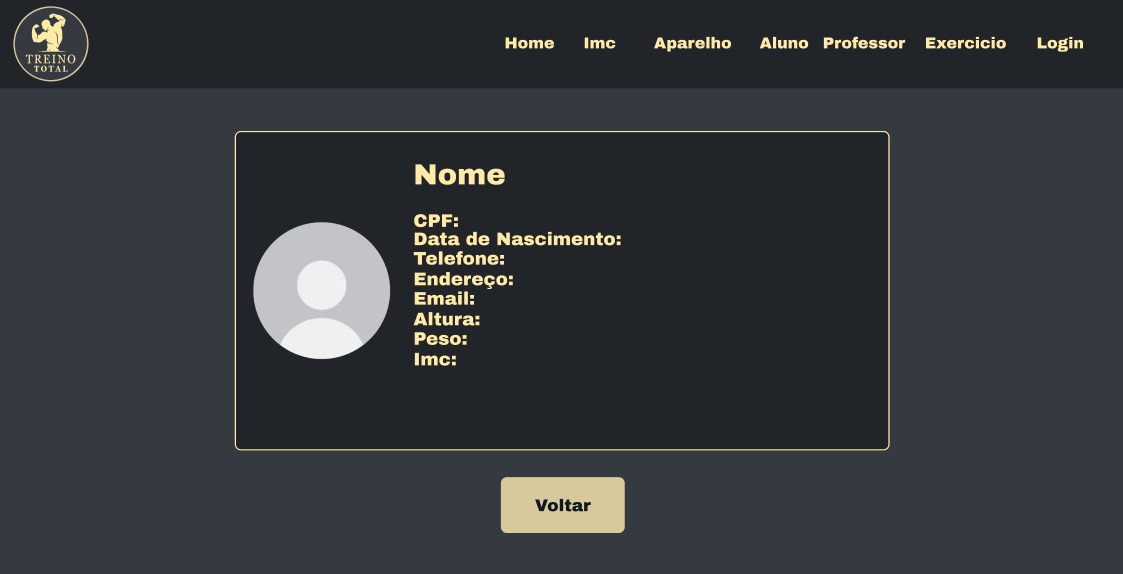 TREINO
TOTAL
Home Imc Aparelho Aluno Professor Exercicio Login
Nome
CPF:
Data de Nascimento:
Telefone:
Endereço:
Email:
Altura:
Peso:
Imc:
Voltar